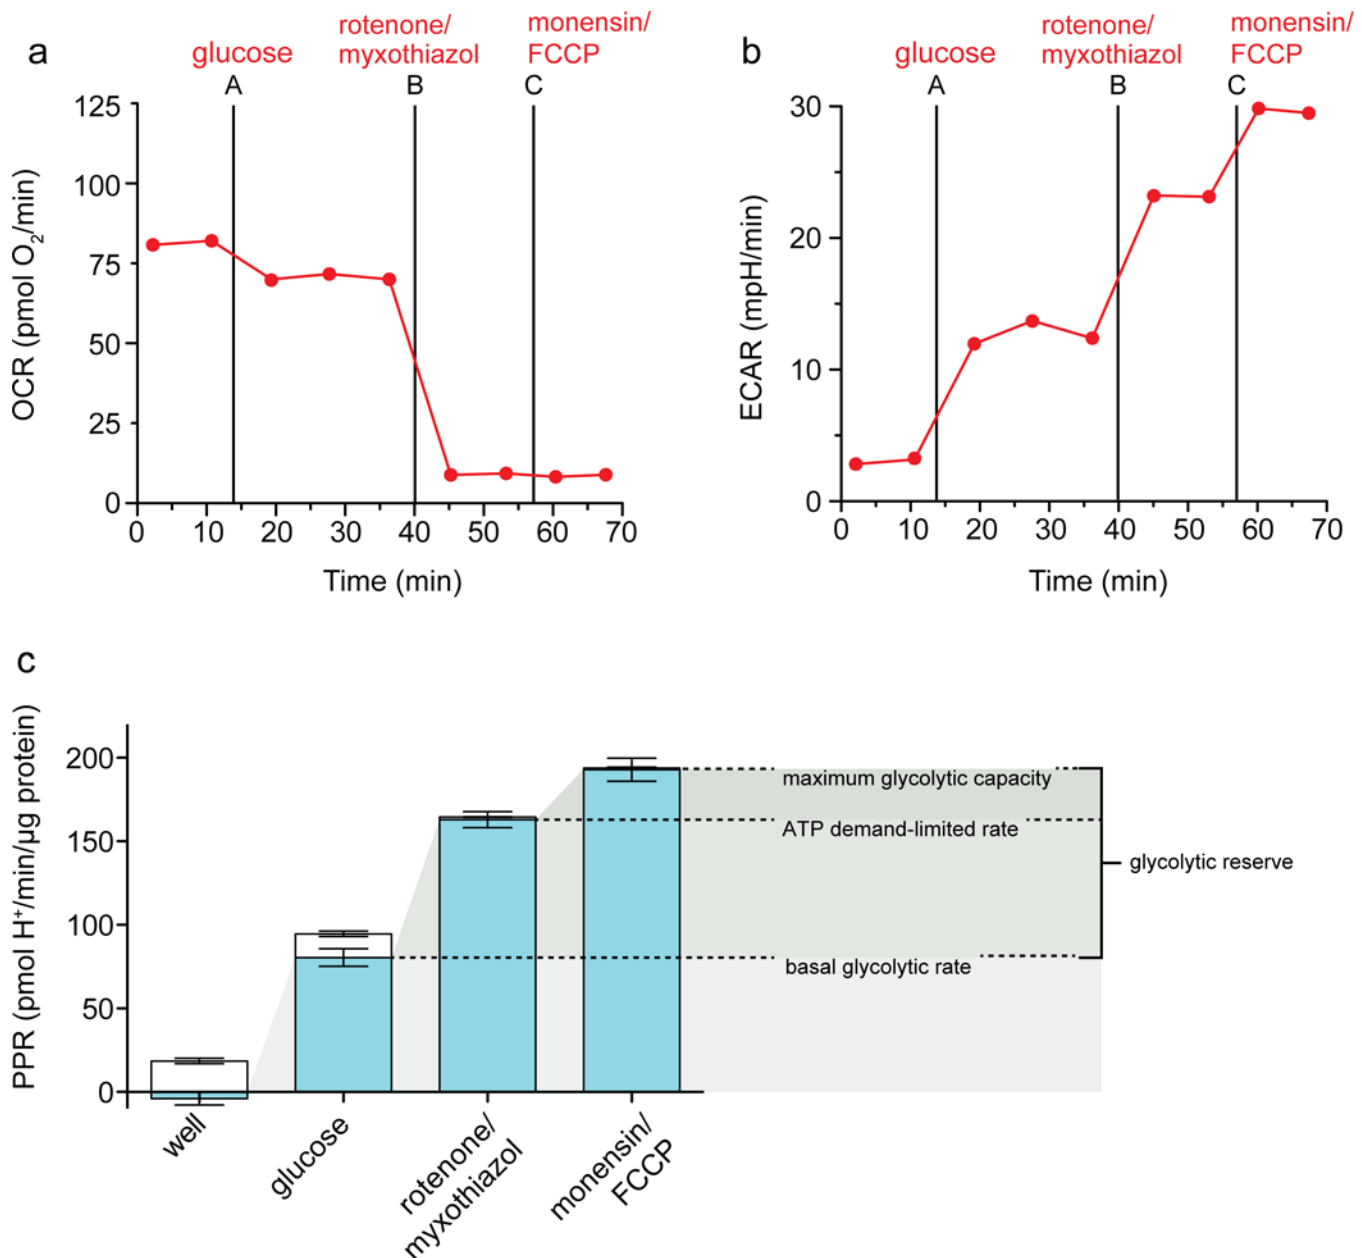 a
glucose
rotenone/
myxothiazol
monensin/
FCCP
A
B
C
OCR (pmol O₂/min)
125
100
75
50
25
0
0 10 20 30 40 50 60 70
Time (min)
b
glucose
rotenone/
myxothiazol
monensin/
FCCP
A
B
C
ECAR (mpH/min)
30
20
10
0
0 10 20 30 40 50 60 70
Time (min)
c
PPR (pmol H⁺/min/µg protein)
200
150
100
50
0
well
glucose
rotenone/
myxothiazol
monensin/
FCCP
maximum glycolytic capacity
ATP demand-limited rate
basal glycolytic rate
glycolytic reserve